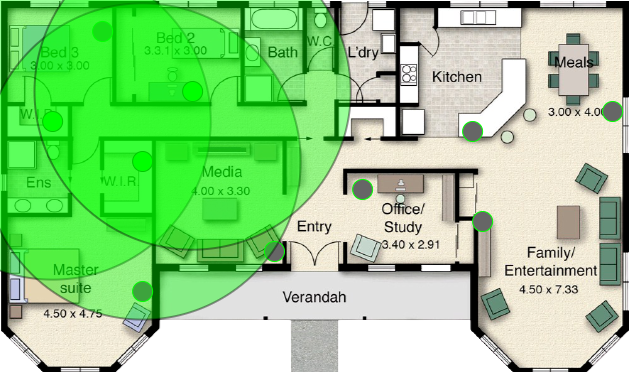 Bed 3
3.00 x 3.00
Bed 2
3.3.1 x 3.00
Bath
W.C
L'dry
Kitchen
Meals
3.00 x 4.00
W.I.R
Ens
W.I.R
Media
4.00 x 3.30
Entry
Office/
Study
3.40 x 2.91
Family/
Entertainment
4.50 x 7.33
Master
suite
4.50 x 4.75
Verandah